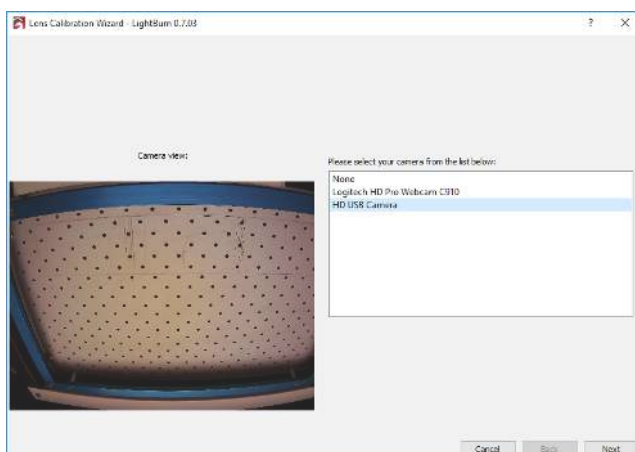 Lens Calibration Wizard - LightBurn 0.7.03
Camera view:
Please select your camera from the list below:
None
Logitech HD Pro Webcam C910
HD USB Camera
Cancel
Back
Next